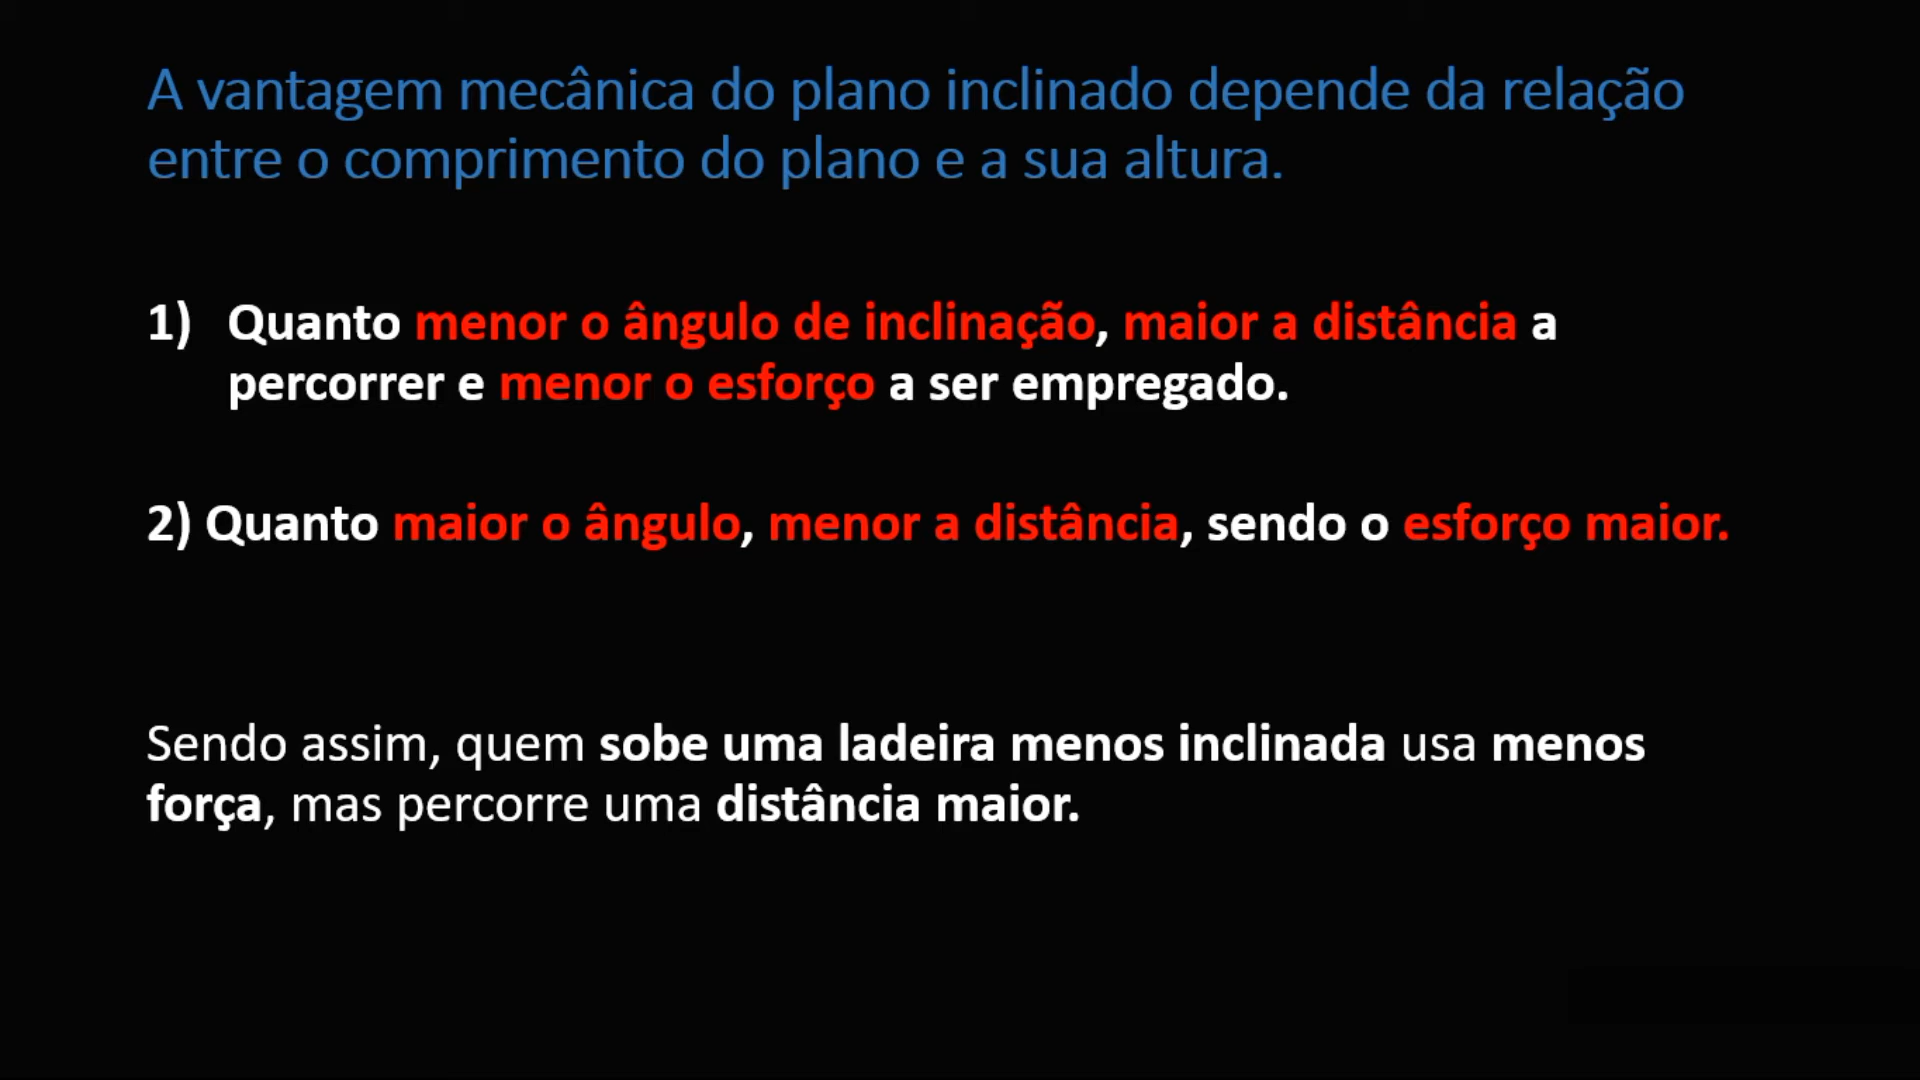 A vantagem mecânica do plano inclinado depende da relação
entre o comprimento do plano e a sua altura.
1) Quanto menor o ângulo de inclinação, maior a distância a
percorrer e menor o esforço a ser empregado.
2) Quanto maior o ângulo, menor a distância, sendo o esforço maior.
Sendo assim, quem sobe uma ladeira menos inclinada usa menos
força, mas percorre uma distância maior.